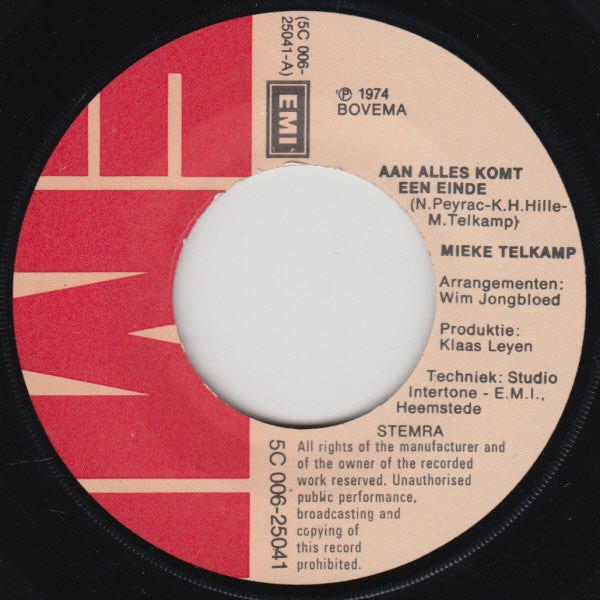 (5C 006-
25041-A)
EMI
℗ 1974
BOVEMA
AAN ALLES KOMT
EEN EINDE
(N.Peyrac-K.H.Hille-
M.Telkamp)
MIEKE TELKAMP
Arrangementen:
Wim Jongbloed
Produktie:
Klaas Leyen
Techniek: Studio
Intertone - E.M.I.,
Heemstede
STEMRA
All rights of the manufacturer and
of the owner of the recorded
work reserved. Unauthorised
public performance,
broadcasting and
copying of
this record
prohibited.
5C 006-25041
EMI